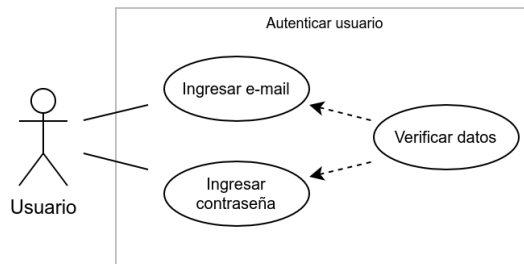 Autenticar usuario
Ingresar e-mail
Verificar datos
Ingresar
contraseña
Usuario